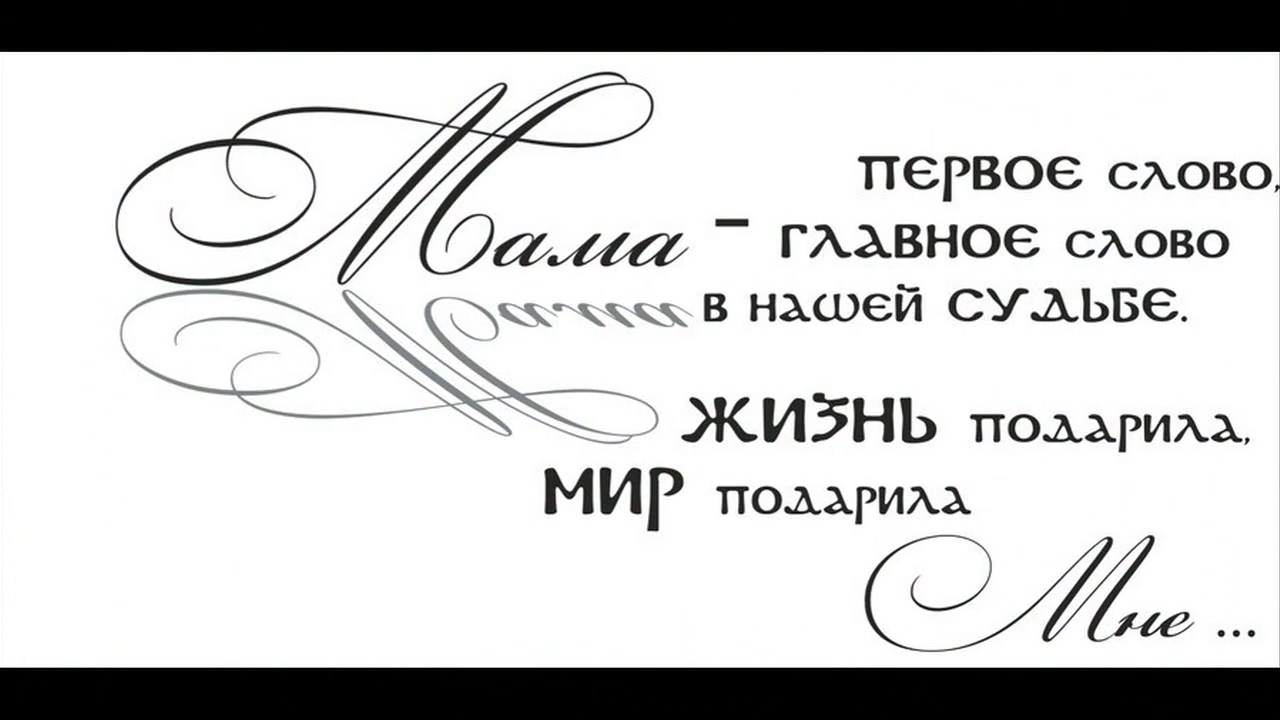 Мама – ПЕРВОЕ слово,
ГЛАВНОЕ слово
в нашей СУДЬБЕ.
ЖИЗНЬ подарила,
МИР подарила
Мне ...